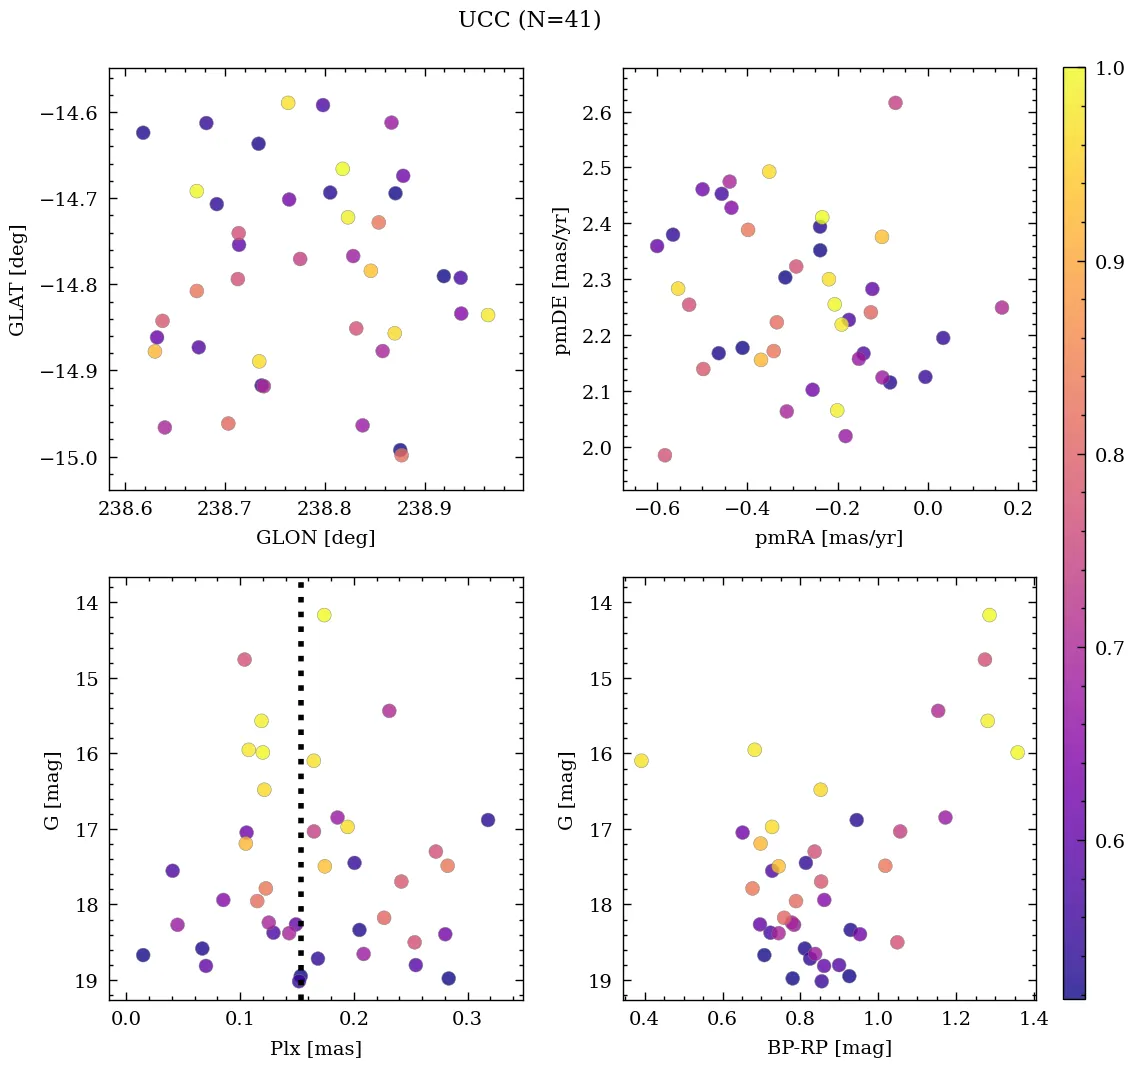 UCC (N=41)
−14.6
−14.7
−14.8
−14.9
−15.0
GLAT [deg]
238.6 238.7 238.8 238.9
GLON [deg]
2.6
2.5
2.4
2.3
2.2
2.1
2.0
pmDE [mas/yr]
−0.6 −0.4 −0.2 0.0 0.2
pmRA [mas/yr]
1.0
0.9
0.8
0.7
0.6
14
15
16
17
18
19
G [mag]
0.0 0.1 0.2 0.3
Plx [mas]
14
15
16
17
18
19
G [mag]
0.4 0.6 0.8 1.0 1.2 1.4
BP-RP [mag]